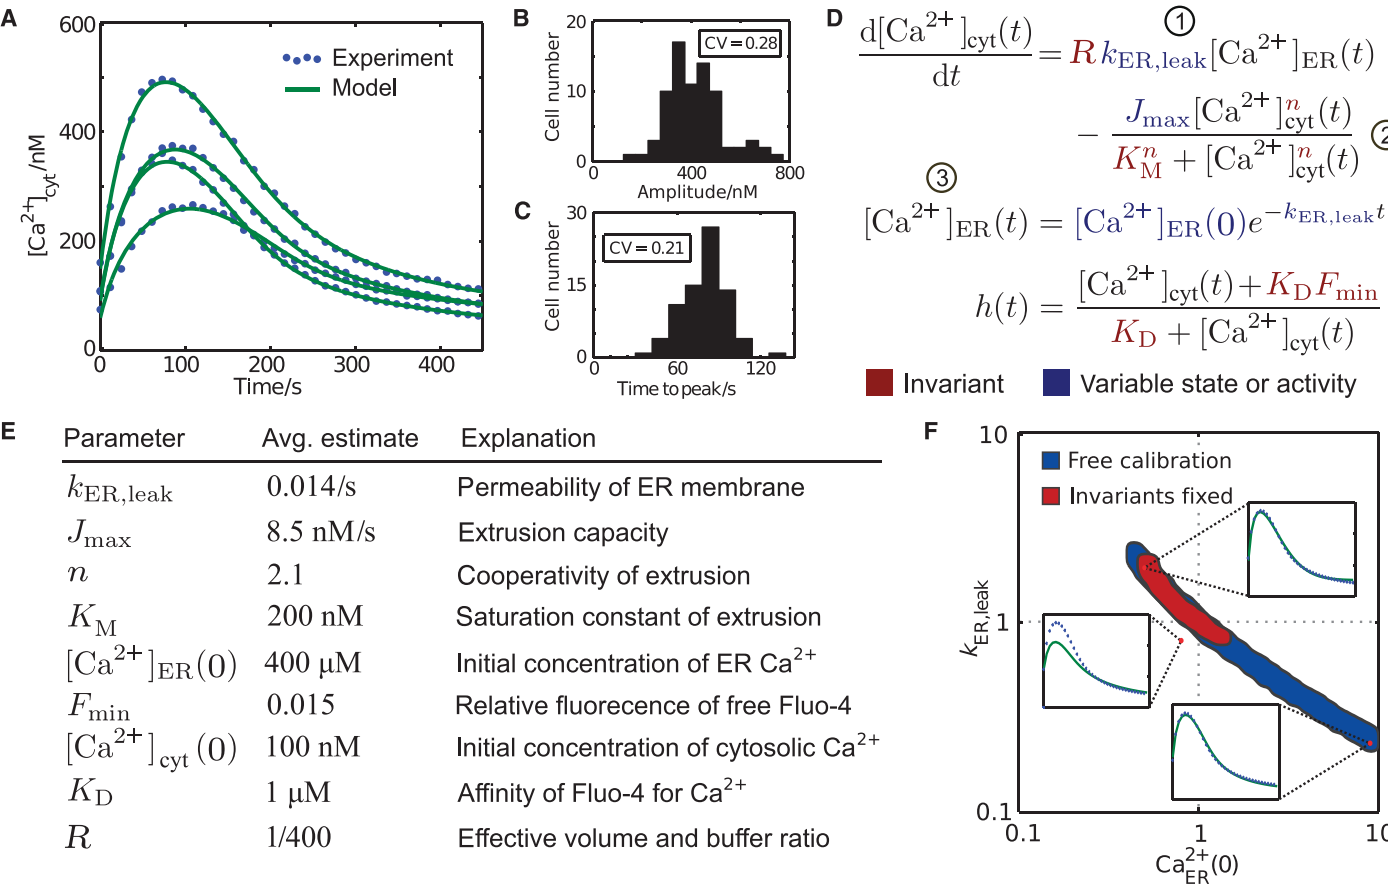 A
600
400
200
0
[Ca²⁺]cyt/nM
Experiment
Model
0 100 200 300 400
Time/s
B
20
10
0
Cell number
CV = 0.28
0 400 800
Amplitude/nM
C
30
15
0
Cell number
CV = 0.21
0 60 120
Time to peak/s
D
①
d[Ca²⁺]cyt(t)/dt = R kER,leak[Ca²⁺]ER(t)
− Jmax[Ca²⁺]ⁿcyt(t) / KⁿM + [Ca²⁺]ⁿcyt(t) ②
③
[Ca²⁺]ER(t) = [Ca²⁺]ER(0)e^−kER,leak t
h(t) = [Ca²⁺]cyt(t) + KD Fmin / KD + [Ca²⁺]cyt(t)
Invariant Variable state or activity
E
Parameter Avg. estimate Explanation
kER,leak 0.014/s Permeability of ER membrane
Jmax 8.5 nM/s Extrusion capacity
n 2.1 Cooperativity of extrusion
KM 200 nM Saturation constant of extrusion
[Ca²⁺]ER(0) 400 µM Initial concentration of ER Ca²⁺
Fmin 0.015 Relative fluorecence of free Fluo-4
[Ca²⁺]cyt(0) 100 nM Initial concentration of cytosolic Ca²⁺
KD 1 µM Affinity of Fluo-4 for Ca²⁺
R 1/400 Effective volume and buffer ratio
F
10
1
0.1
kER,leak
Free calibration
Invariants fixed
0.1 1 10
Ca²⁺ER(0)